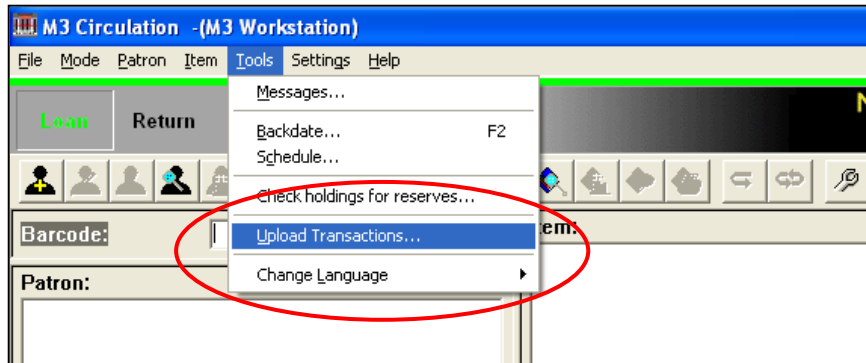 M3 Circulation -(M3 Workstation)
File Mode Patron Item Tools Settings Help
Messages...
Loan Return
Backdate... F2
Schedule...
Check holdings for reserves...
Barcode:
Upload Transactions...
Change Language
Patron: